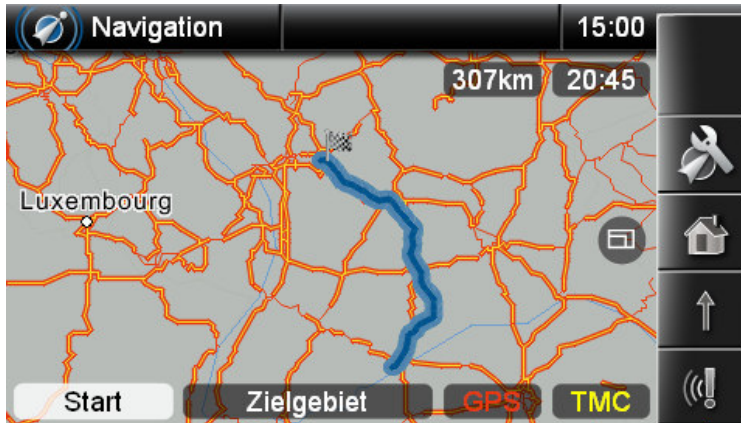 Navigation
15:00
307km
20:45
Luxembourg
Start
Zielgebiet
GPS
TMC